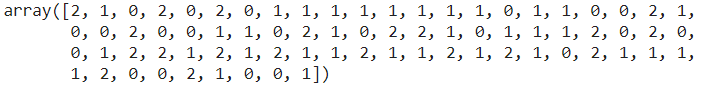 array([2, 1, 0, 2, 0, 2, 0, 1, 1, 1, 1, 1, 1, 1, 1, 0, 1, 1, 0, 0, 2, 1,
0, 0, 2, 0, 0, 1, 1, 0, 2, 1, 0, 2, 2, 1, 0, 1, 1, 1, 2, 0, 2, 0,
0, 1, 2, 2, 1, 2, 1, 2, 1, 1, 2, 1, 1, 2, 1, 2, 1, 0, 2, 1, 1, 1,
1, 2, 0, 0, 2, 1, 0, 0, 1])